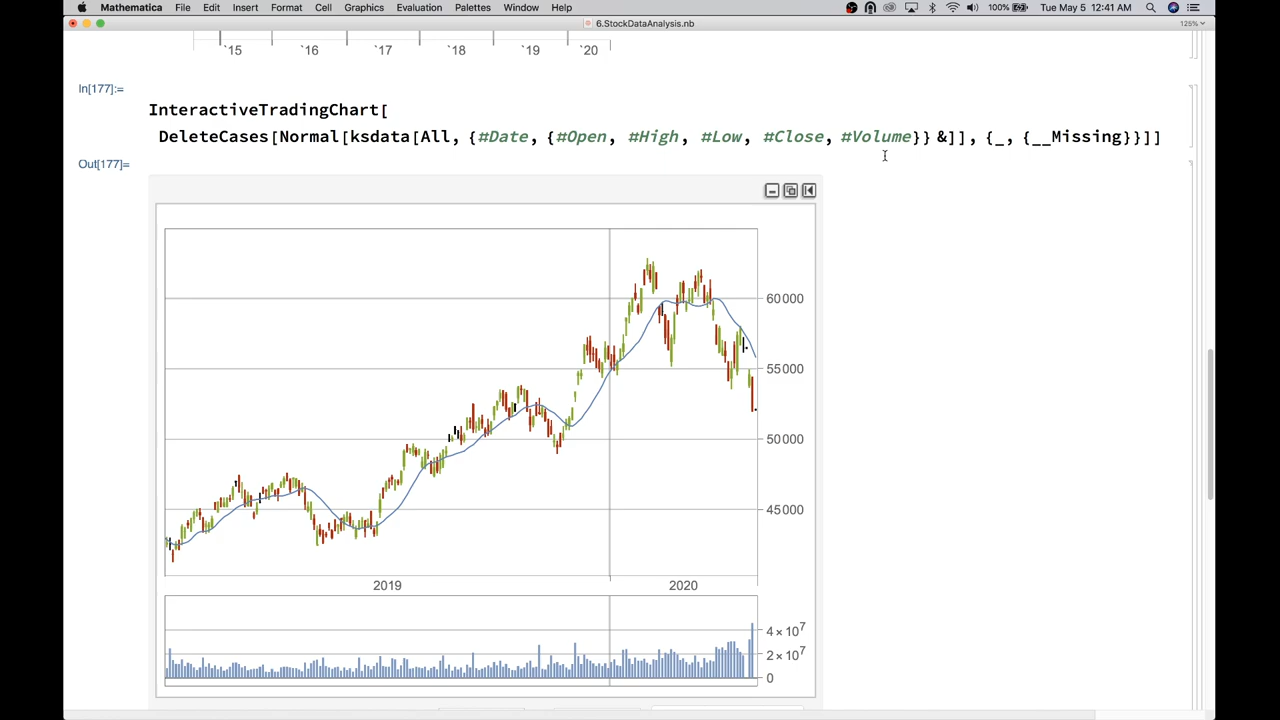 Mathematica File Edit Insert Format Cell Graphics Evaluation Palettes Window Help 100% Tue May 5 12:41 AM
6.StockDataAnalysis.nb 125%
`15 `16 `17 `18 `19 `20
In[177]:=
InteractiveTradingChart[
DeleteCases[Normal[ksdata[All, {#Date, {#Open, #High, #Low, #Close, #Volume}} &]], {_, {__Missing}}]]
Out[177]=
60000
55000
50000
45000
2019 2020
4×10⁷
2×10⁷
0